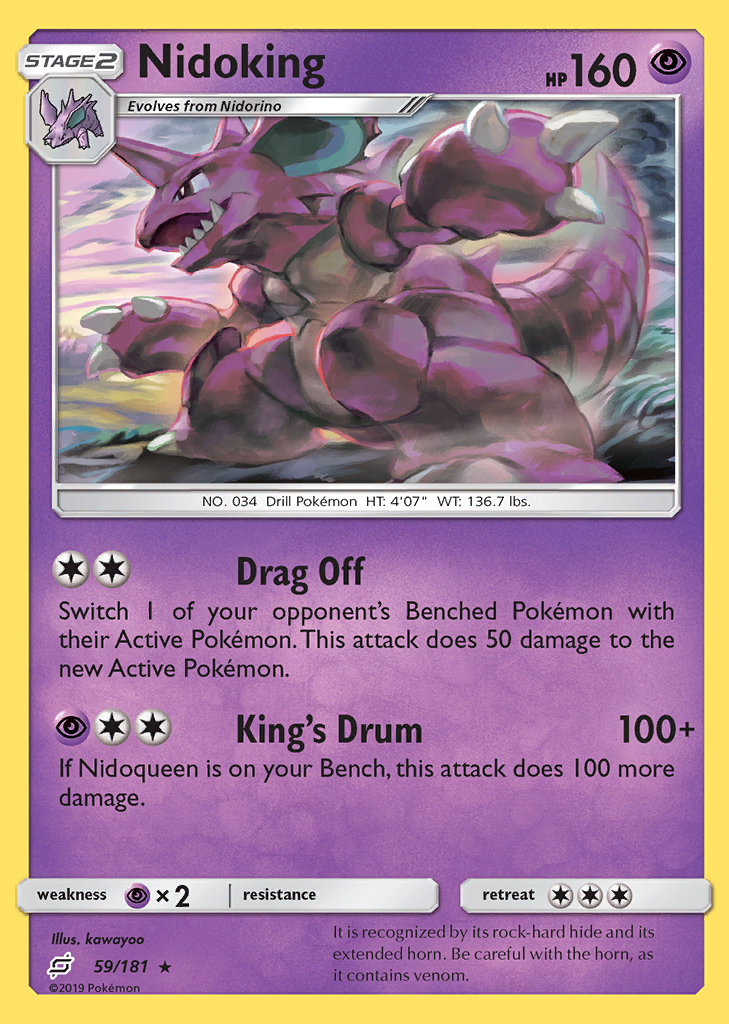 STAGE2
Nidoking
HP160
Evolves from Nidorino
NO. 034 Drill Pokémon HT: 4'07" WT: 136.7 lbs.
Drag Off
Switch 1 of your opponent's Benched Pokémon with
their Active Pokémon. This attack does 50 damage to the
new Active Pokémon.
King's Drum 100+
If Nidoqueen is on your Bench, this attack does 100 more
damage.
weakness ×2 resistance retreat
Illus. kawayoo
59/181
©2019 Pokémon
It is recognized by its rock-hard hide and its
extended horn. Be careful with the horn, as
it contains venom.